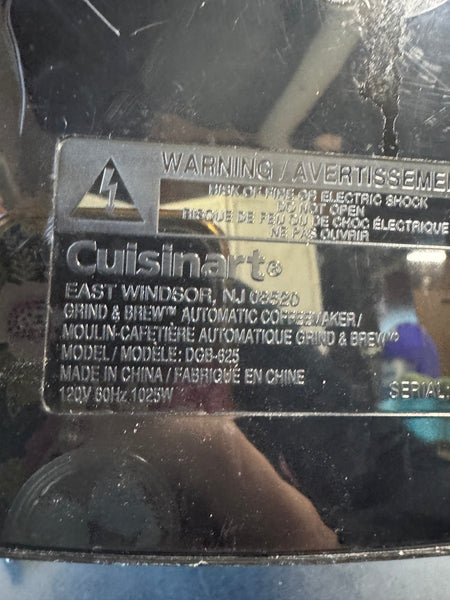 WARNING / AVERTISSEME
RISK OF FIRE OR ELECTRIC SHOCK
DO NOT OPEN
RISQUE DE FEU OU DE CHOC ÉLECTRIQUE
NE PAS OUVRIR
Cuisinart®
EAST WINDSOR, NJ 08520
GRIND & BREW™ AUTOMATIC COFFEEMAKER/
MOULIN-CAFETIÈRE AUTOMATIQUE GRIND & BREW™
MODEL / MODÈLE: DGB-625
MADE IN CHINA / FABRIQUÉ EN CHINE
120V 60Hz, 1025W
SERIAL: